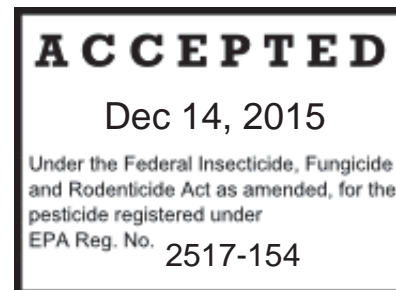 ACCEPTED
Dec 14, 2015
Under the Federal Insecticide, Fungicide
and Rodenticide Act as amended, for the
pesticide registered under
EPA Reg. No. 2517-154